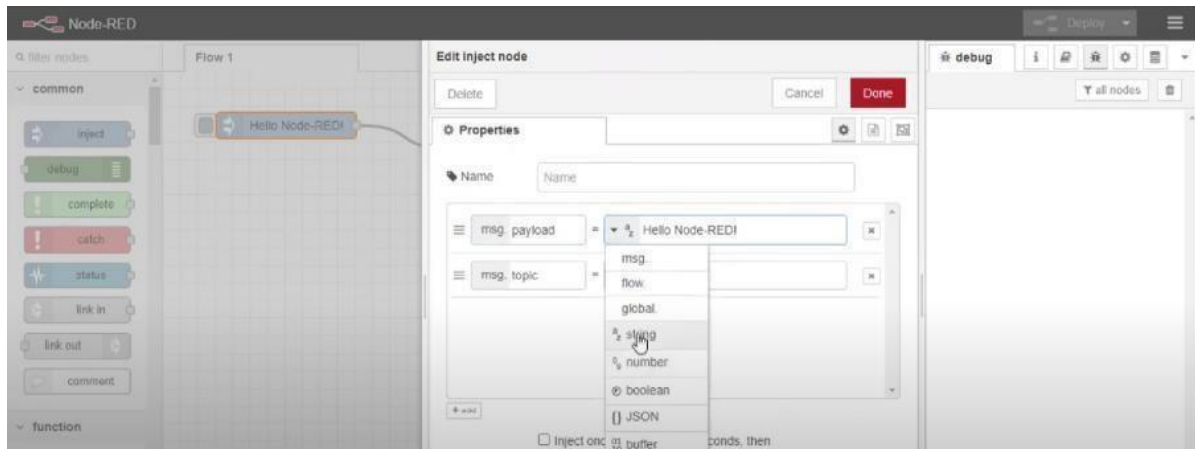 Node-RED
Deploy
filter nodes
Flow 1
Edit inject node
debug
i
common
Delete
Cancel
Done
all nodes
inject
Hello Node-RED!
Properties
debug
Name
Name
complete
msg. payload
=
Hello Node-RED!
catch
msg.
msg. topic
=
status
flow.
global.
link in
string
link out
number
comment
boolean
add
{} JSON
function
Inject onc
buffer
conds, then